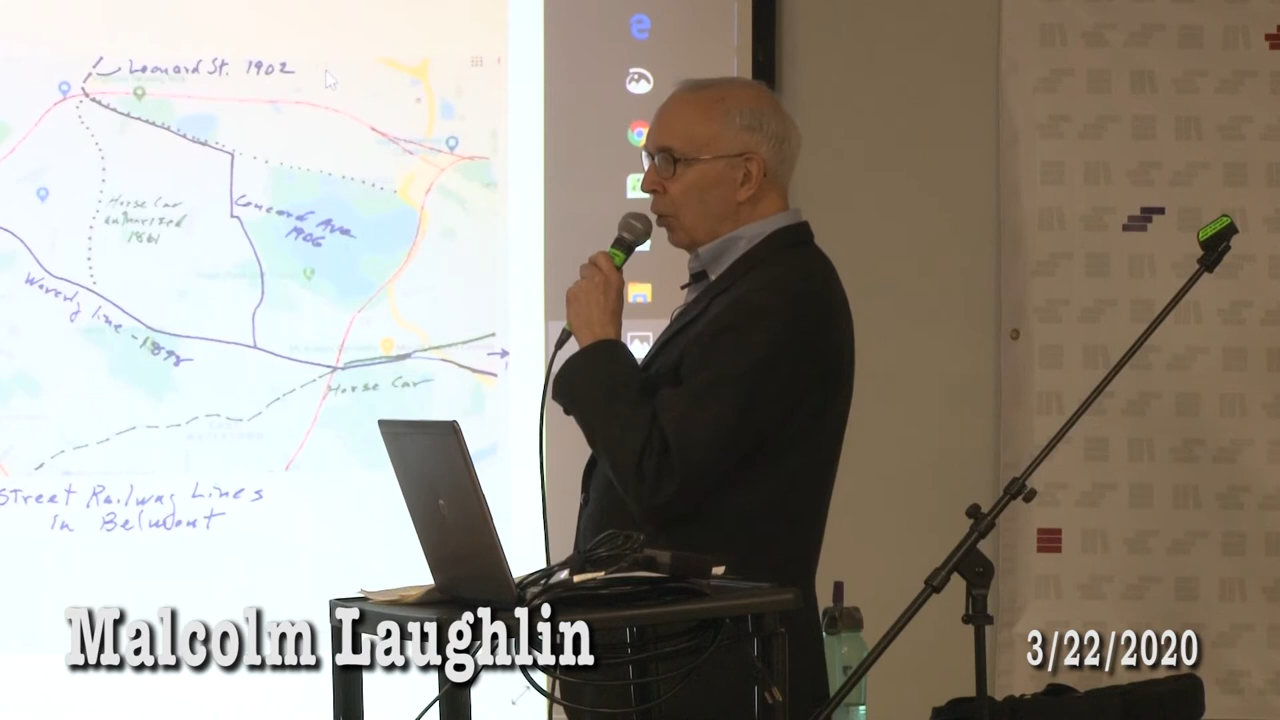 Leonard St. 1902
Horse Car
authorized
1861
Concord Ave
1906
Waverly Line - 1898
Horse Car
Street Railway Lines
in Belmont
Malcolm Laughlin
3/22/2020